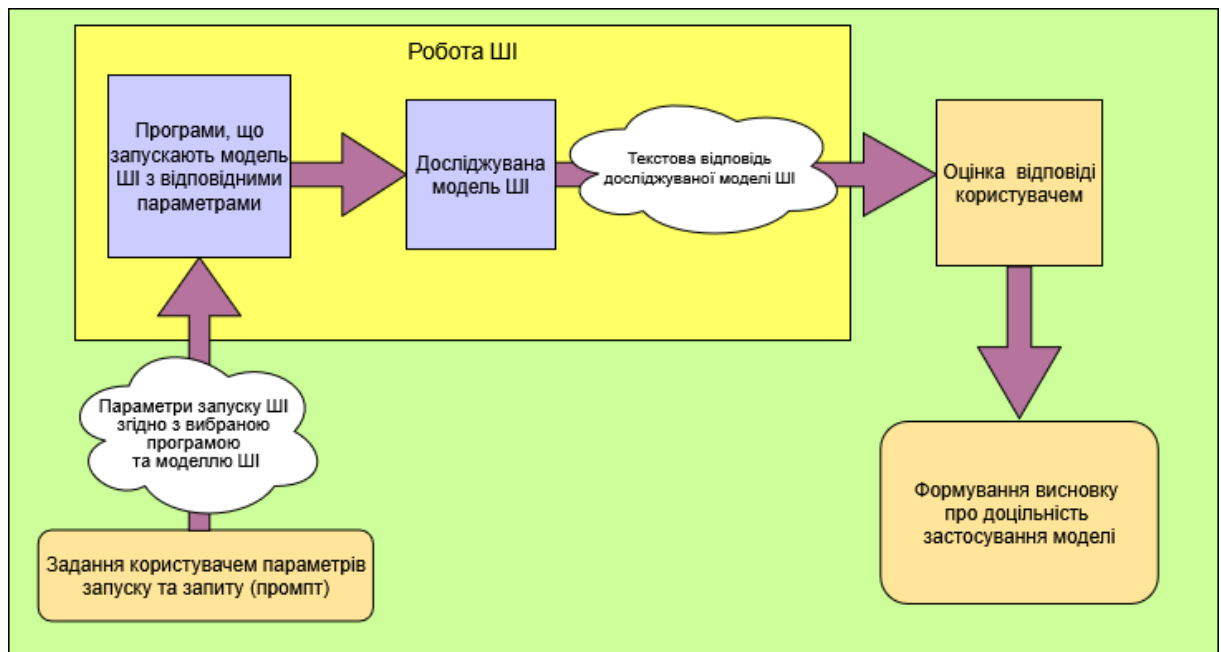 Робота ШІ
Програми, що
запускають модель
ШІ з відповідними
параметрами
Досліджувана
модель ШІ
Текстова відповідь
досліджуваної моделі ШІ
Оцінка відповіді
користувачем
Параметри запуску ШІ
згідно з вибраною
програмою
та моделлю ШІ
Формування висновку
про доцільність
застосування моделі
Задання користувачем параметрів
запуску та запиту (промпт)